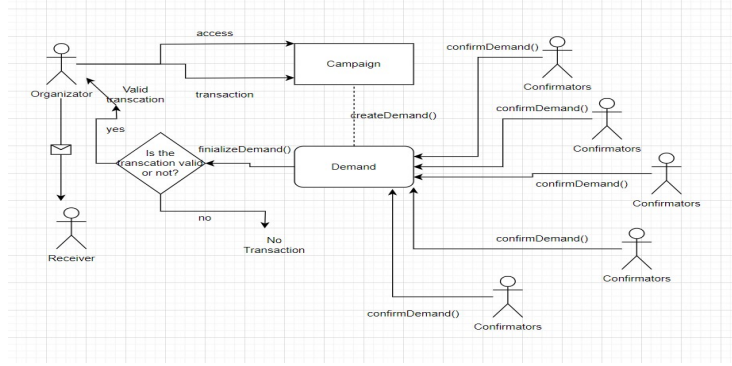 access
confirmDemand()
Campaign
Organizator
Valid
transcation
transaction
Confirmators
createDemand()
confirmDemand()
yes
Is the
transcation valid
or not?
finializeDemand()
Demand
Confirmators
confirmDemand()
Confirmators
no
No
Transaction
Receiver
confirmDemand()
Confirmators
confirmDemand()
Confirmators